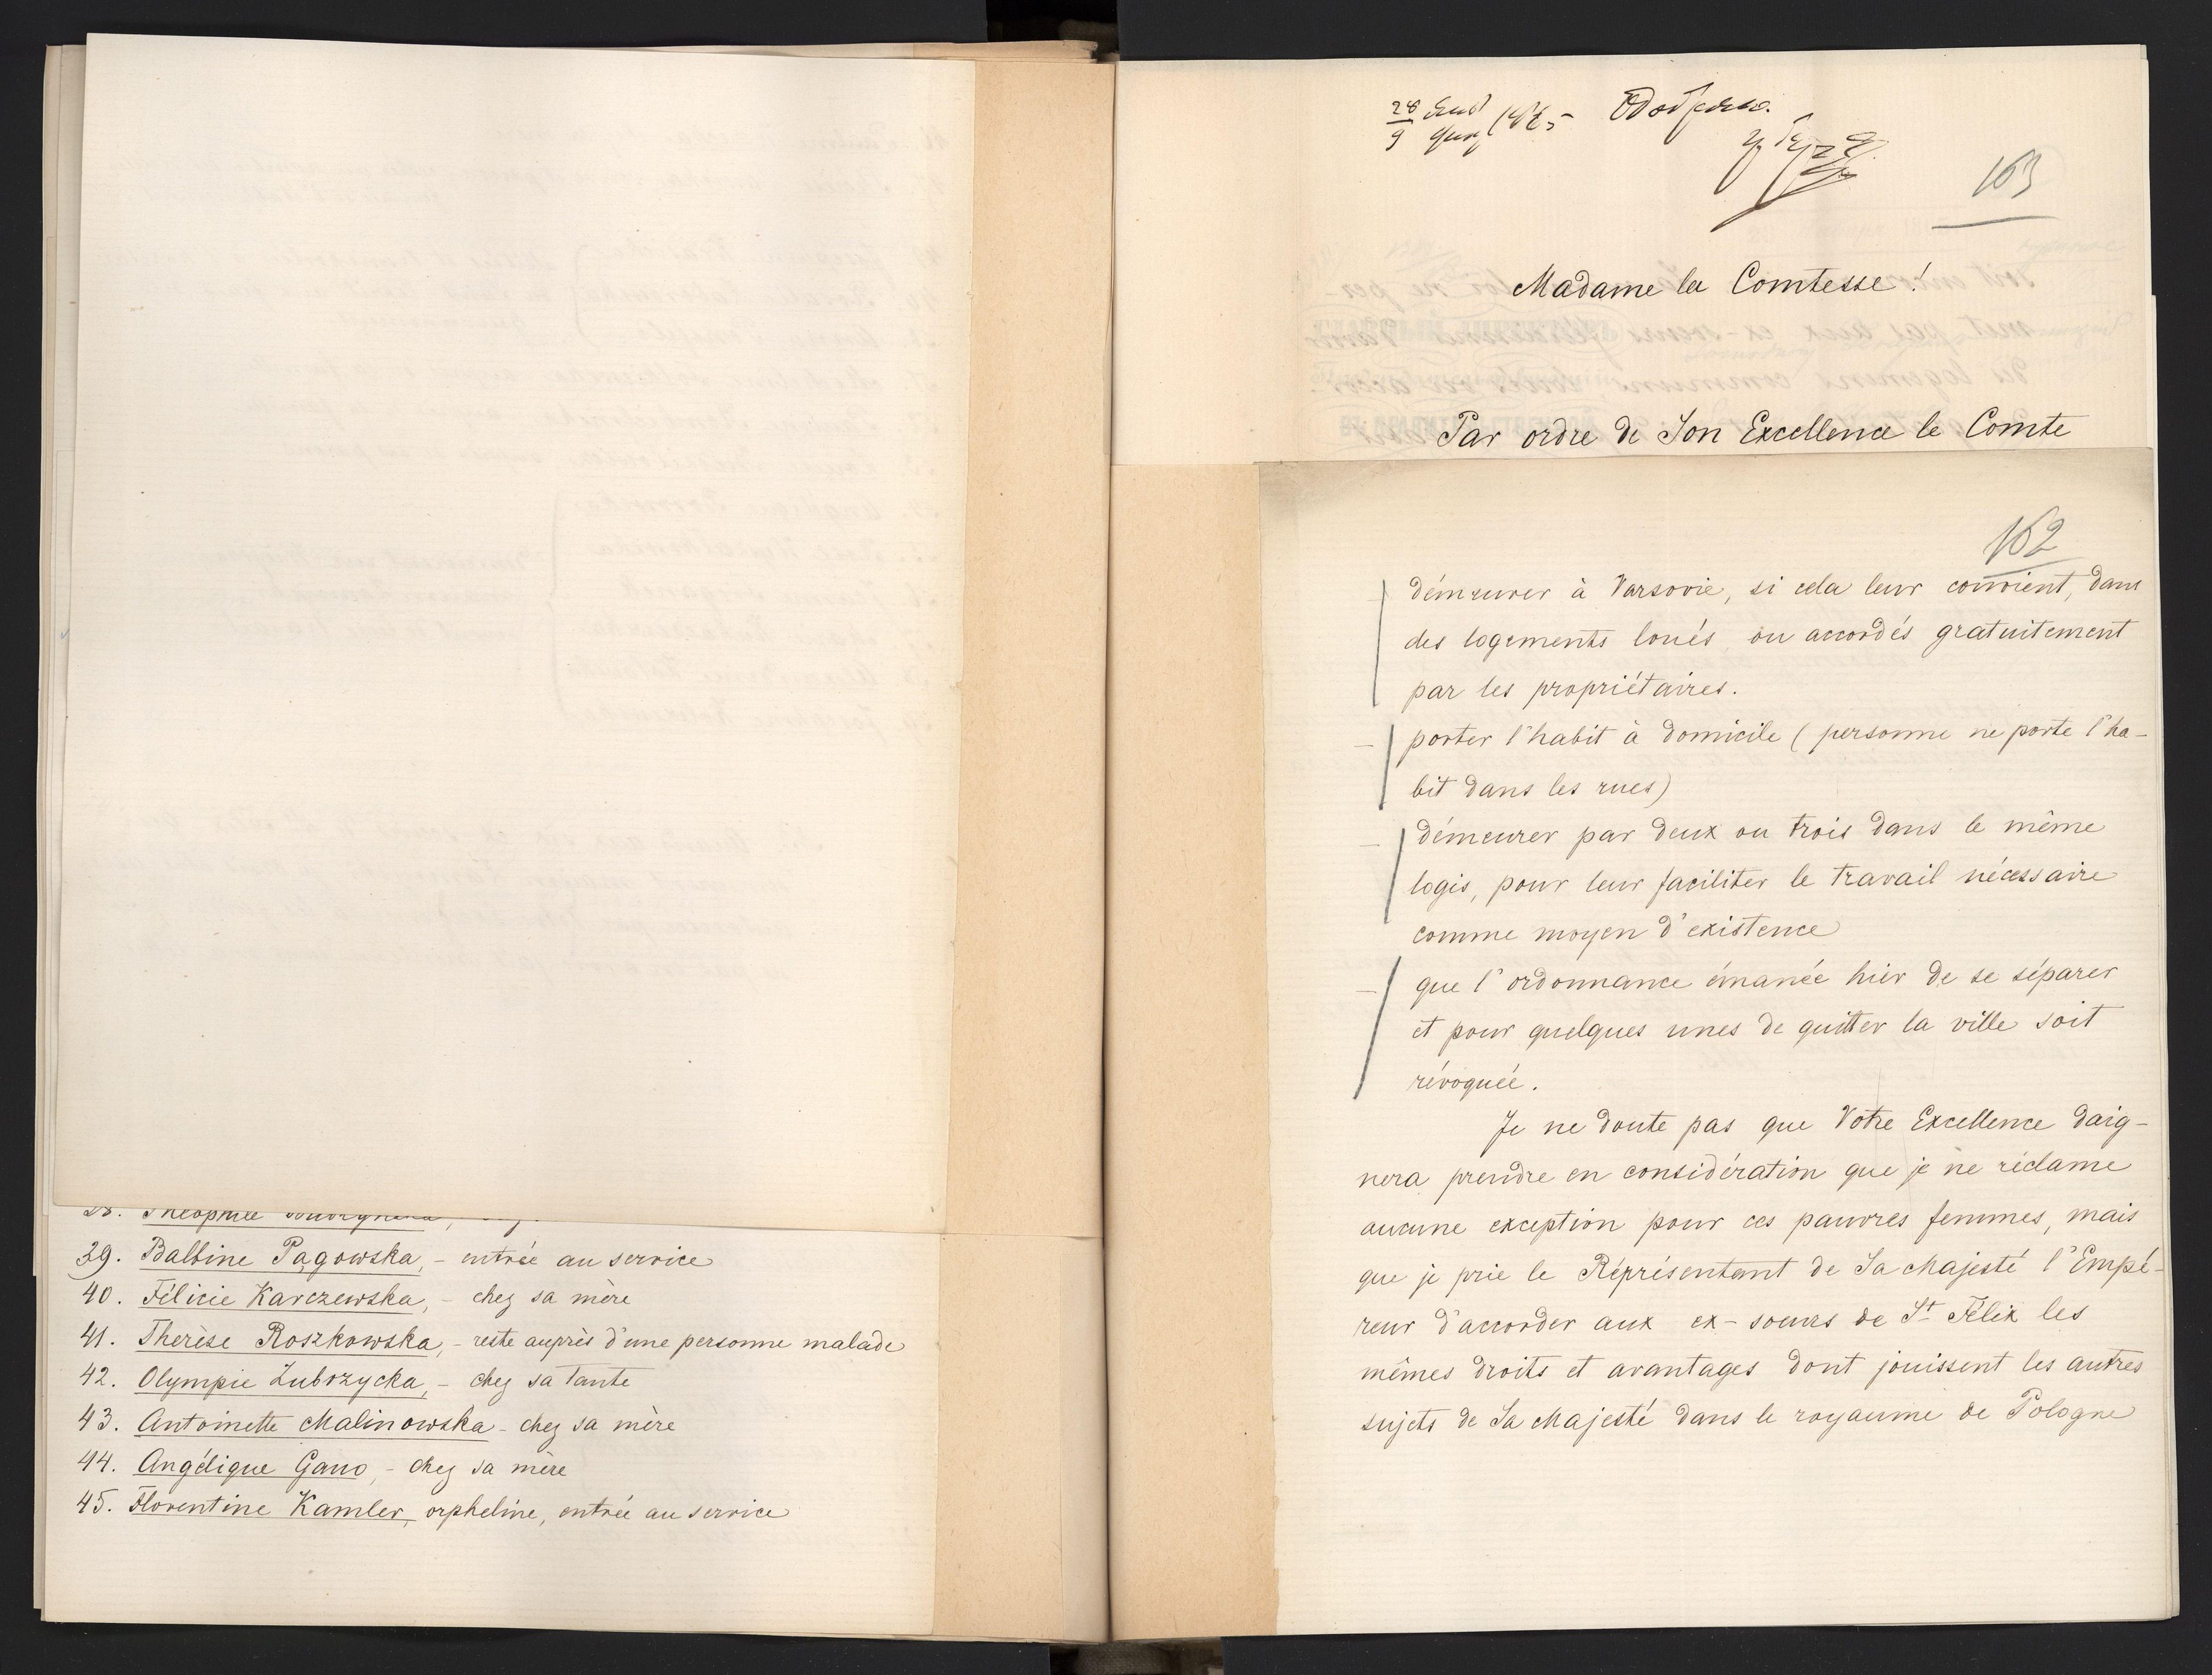 39. Balbine Pągowska, - entrée au service
40. Félicie Karczewska, - chez sa mère
41. Therèse Roszkowska, - reste auprès d'une personne malade
42. Olympie Zubrzycka, - chez sa tante
43. Antoinette Malinowska - chez sa mère
44. Angélique Gano, - chez sa mère
45. Florentine Kamler, orpheline, entrée au service
28
9
163
Madame la Comtesse!
Par ordre de Son Excellence le Comte
162
démeurer à Varsovie, si cela leur convient, dans
des logements loués ou accordés gratuitement
par les propriétaires.
- porter l'habit à domicile (personne ne porte l'ha-
bit dans les rues)
- démeurer par deux ou trois dans le même
logis, pour leur faciliter le travail nécessaire
comme moyen d'existence
- que l'ordonnance émanée hier de se séparer
et pour quelques unes de quitter la ville soit
révoquée.
Je ne doute pas que Votre Excellence daig-
nera prendre en considération que je ne réclame
aucune exception pour ces pauvres femmes, mais
que je prie le Réprésentant de Sa Majesté l'Empé-
reur d'accorder aux ex-soeurs de St Félix les
mêmes droits et avantages dont jouissent les autres
sujets de Sa Majesté dans le royaume de Pologne